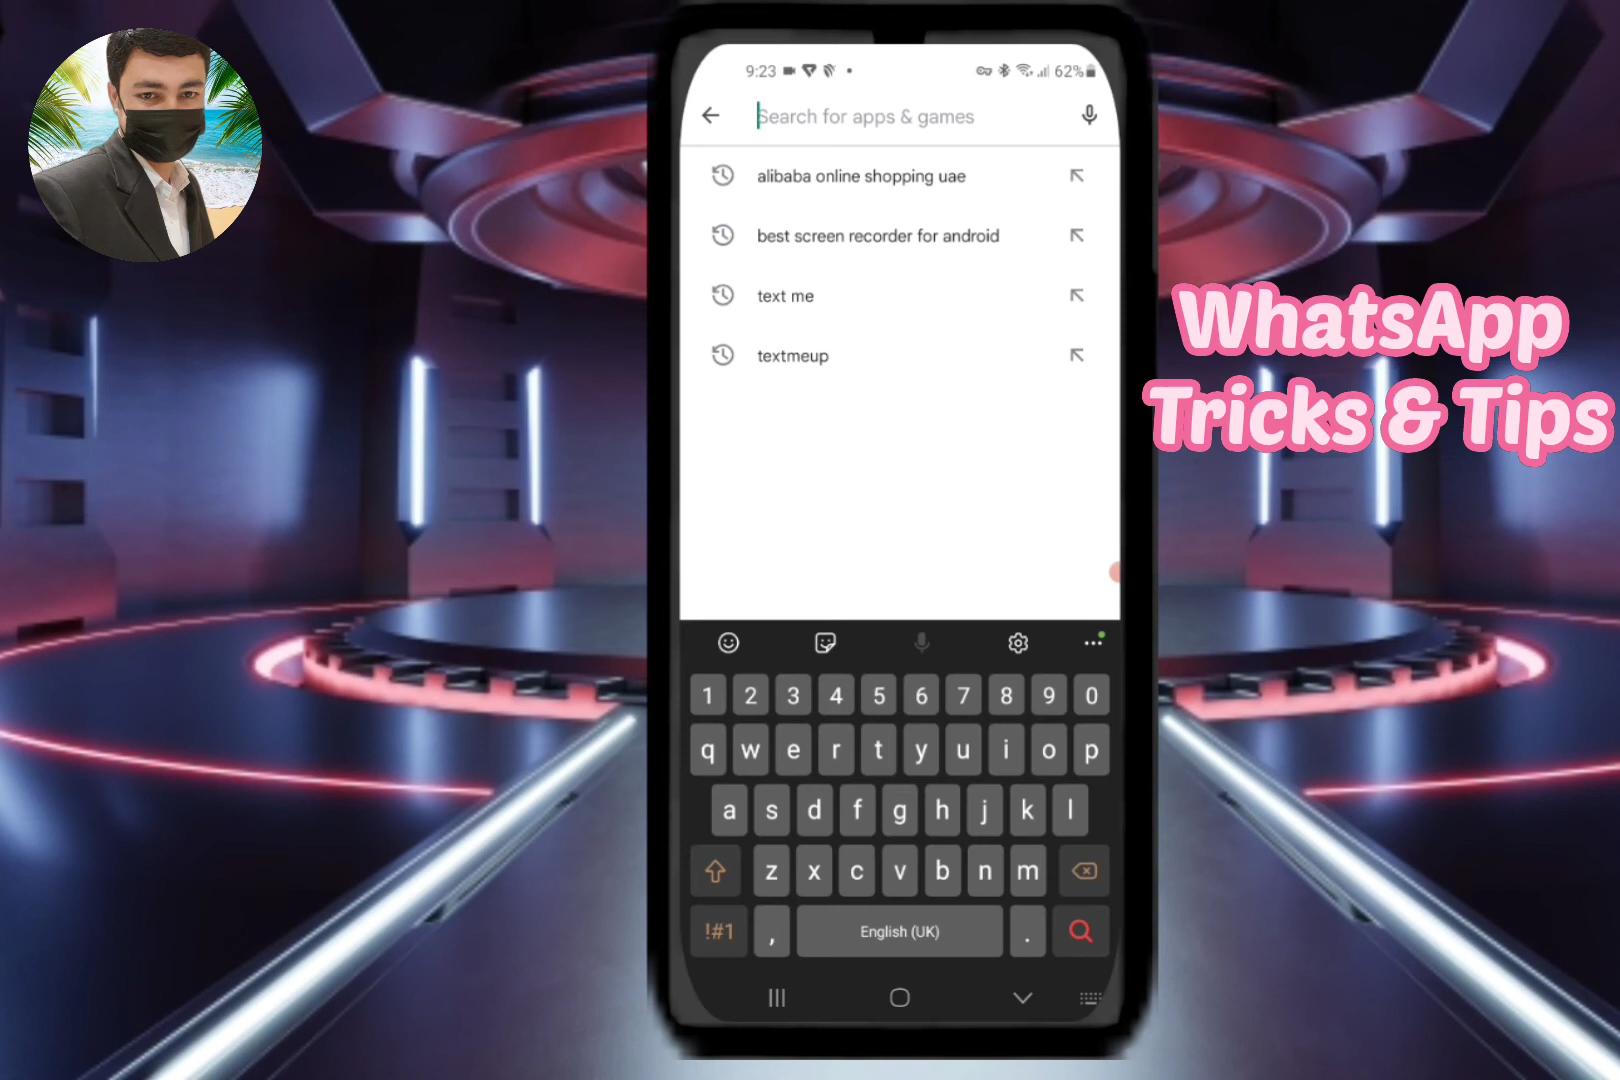 9:23
62%
Search for apps & games
alibaba online shopping uae
best screen recorder for android
text me
textmeup
WhatsApp
Tricks & Tips
1 2 3 4 5 6 7 8 9 0
q w e r t y u i o p
a s d f g h j k l
z x c v b n m
!#1 , English (UK) .